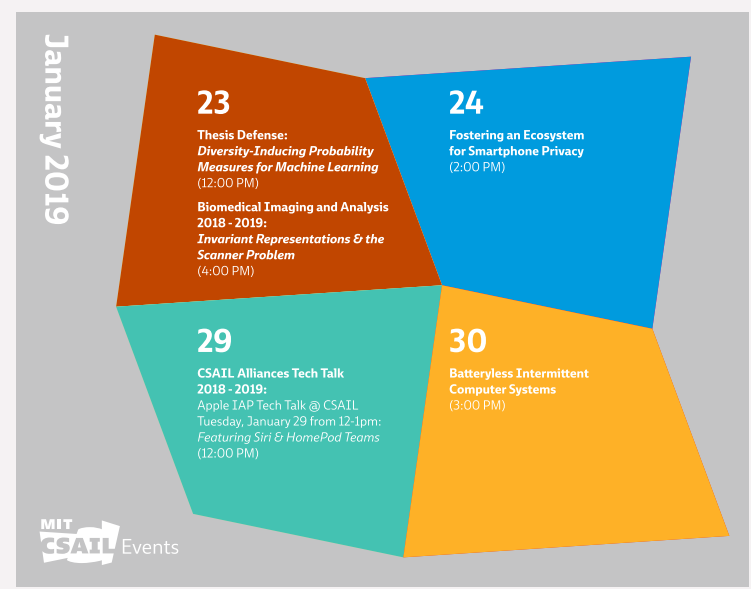 January 2019
23
Thesis Defense:
Diversity-Inducing Probability
Measures for Machine Learning
(12:00 PM)
Biomedical Imaging and Analysis
2018 - 2019:
Invariant Representations & the
Scanner Problem
(4:00 PM)
24
Fostering an Ecosystem
for Smartphone Privacy
(2:00 PM)
29
CSAIL Alliances Tech Talk
2018 - 2019:
Apple IAP Tech Talk @ CSAIL
Tuesday, January 29 from 12-1pm:
Featuring Siri & HomePod Teams
(12:00 PM)
30
Batteryless Intermittent
Computer Systems
(3:00 PM)
MIT
CSAIL Events